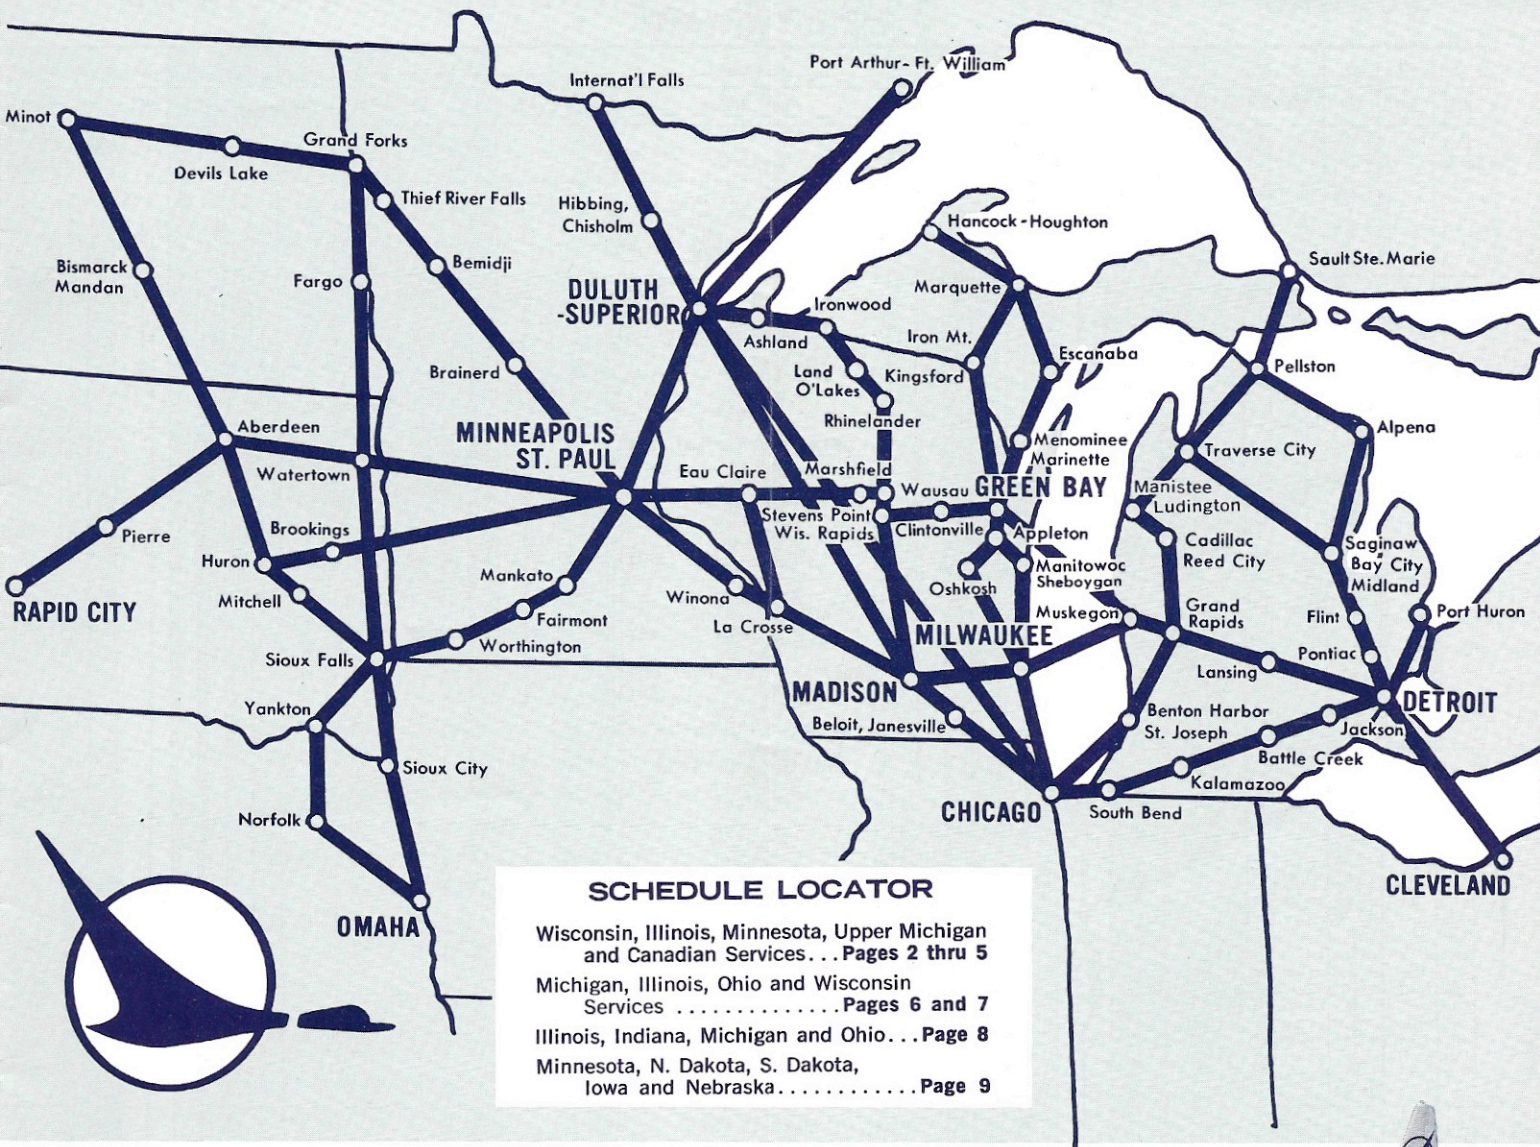 Port Arthur - Ft. William
Internat'l Falls
Minot
Grand Forks
Devils Lake
Thief River Falls
Hibbing,
Chisholm
Hancock - Houghton
Bismarck
Mandan
Bemidji
Fargo
Sault Ste. Marie
Marquette
DULUTH
-SUPERIOR
Ironwood
Ashland
Iron Mt.
Kingsford
Escanaba
Brainerd
Land
O'Lakes
Pellston
Rhinelander
Aberdeen
MINNEAPOLIS
ST. PAUL
Menominee
Marinette
Alpena
Traverse City
Watertown
Eau Claire
Marshfield
Wausau
GREEN BAY
Manistee
Ludington
Stevens Point
Wis. Rapids
Clintonville
Appleton
Brookings
Pierre
Huron
Cadillac
Reed City
Saginaw
Bay City
Midland
Mankato
Oshkosh
Manitowoc
Sheboygan
RAPID CITY
Mitchell
Winona
Fairmont
La Crosse
Muskegon
Grand
Rapids
Flint
Port Huron
MILWAUKEE
Worthington
Sioux Falls
Pontiac
Lansing
MADISON
DETROIT
Yankton
Beloit, Janesville
Benton Harbor
St. Joseph
Jackson
Battle Creek
Sioux City
Kalamazoo
CHICAGO
South Bend
Norfolk
CLEVELAND
OMAHA
SCHEDULE LOCATOR
Wisconsin, Illinois, Minnesota, Upper Michigan
and Canadian Services...Pages 2 thru 5
Michigan, Illinois, Ohio and Wisconsin
Services ..............Pages 6 and 7
Illinois, Indiana, Michigan and Ohio...Page 8
Minnesota, N. Dakota, S. Dakota,
Iowa and Nebraska............Page 9